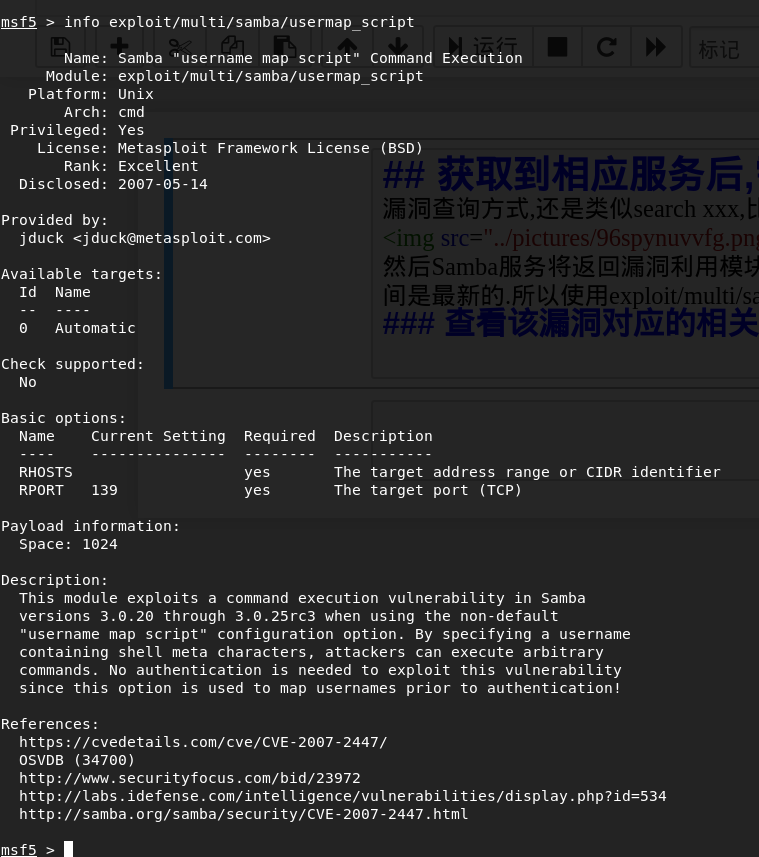 msf5 > info exploit/multi/samba/usermap_script
运行
标记
Name: Samba "username map script" Command Execution
Module: exploit/multi/samba/usermap_script
Platform: Unix
Arch: cmd
Privileged: Yes
License: Metasploit Framework License (BSD)
Rank: Excellent
Disclosed: 2007-05-14
## 获取到相应服务后,
漏洞查询方式,还是类似search xxx,比
<img src="../pictures/96spynuvvfg.png
然后Samba服务将返回漏洞利用模块
间是最新的.所以使用exploit/multi/sa
### 查看该漏洞对应的相关
Provided by:
jduck <jduck@metasploit.com>
Available targets:
Id  Name
--  ----
0   Automatic
Check supported:
No
Basic options:
Name    Current Setting  Required  Description
----    ---------------  --------  -----------
RHOSTS                   yes       The target address range or CIDR identifier
RPORT   139              yes       The target port (TCP)
Payload information:
Space: 1024
Description:
This module exploits a command execution vulnerability in Samba
versions 3.0.20 through 3.0.25rc3 when using the non-default
"username map script" configuration option. By specifying a username
containing shell meta characters, attackers can execute arbitrary
commands. No authentication is needed to exploit this vulnerability
since this option is used to map usernames prior to authentication!
References:
https://cvedetails.com/cve/CVE-2007-2447/
OSVDB (34700)
http://www.securityfocus.com/bid/23972
http://labs.idefense.com/intelligence/vulnerabilities/display.php?id=534
http://samba.org/samba/security/CVE-2007-2447.html
msf5 >